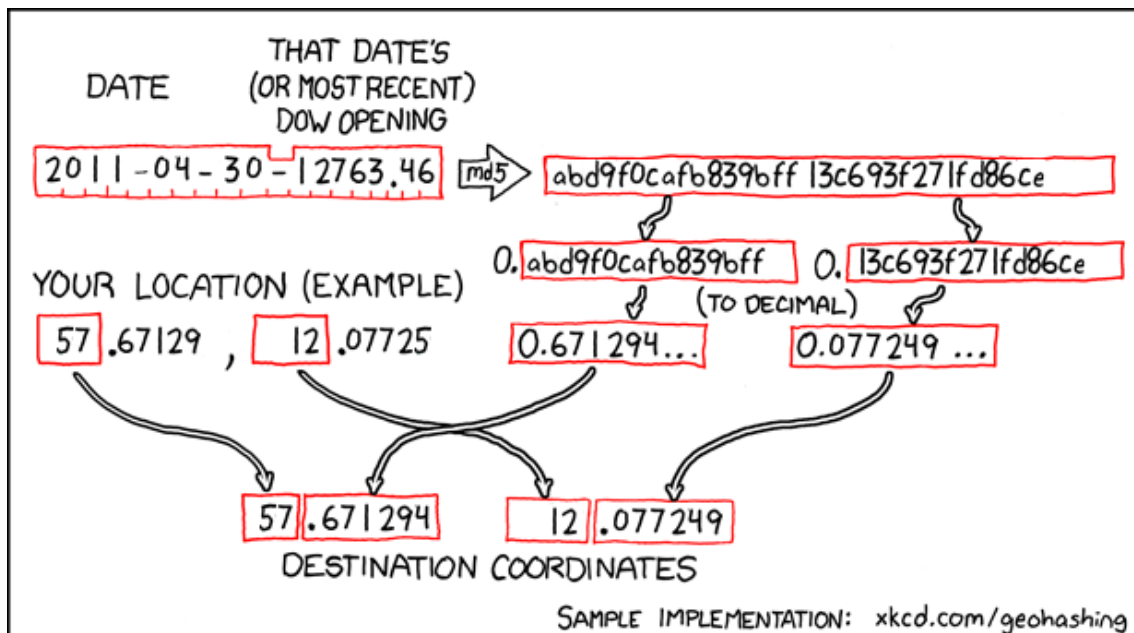 DATE
THAT DATE'S
(OR MOST RECENT)
DOW OPENING
2011-04-30-12763.46
md5
abd9f0cafb839bff 13c693f271fd86ce
0.abd9f0cafb839bff
0.13c693f271fd86ce
YOUR LOCATION (EXAMPLE)
(TO DECIMAL)
57.67129, 12.07725
0.671294...
0.077249...
57.671294
12.077249
DESTINATION COORDINATES
SAMPLE IMPLEMENTATION: xkcd.com/geohashing